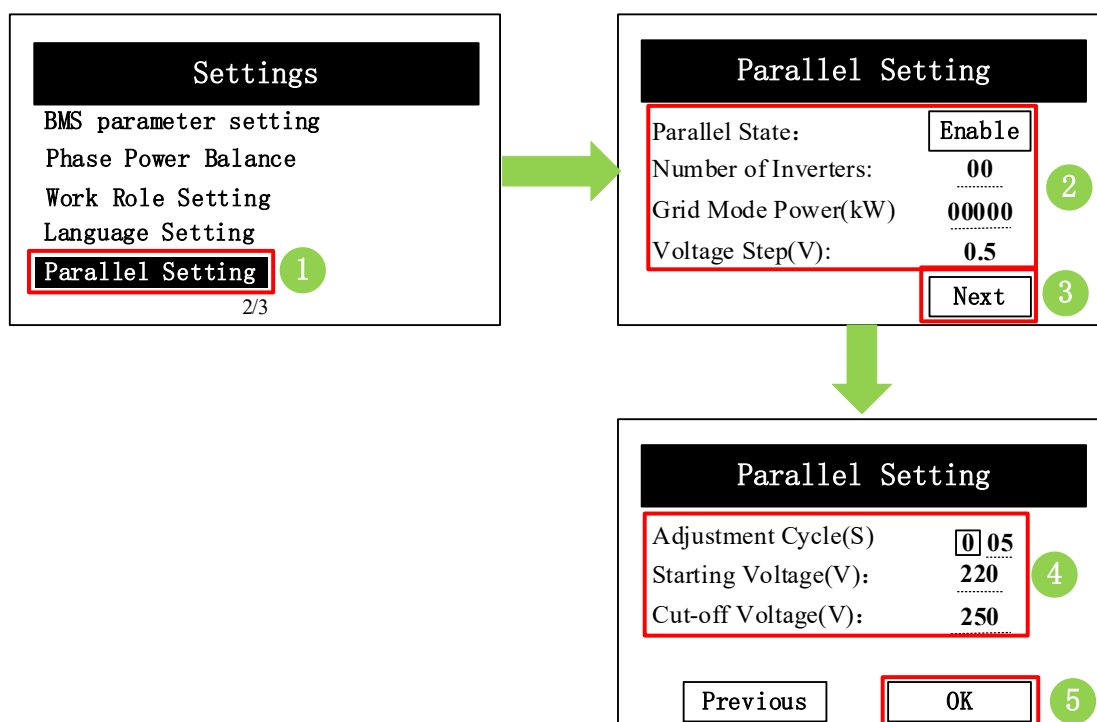 Settings
BMS parameter setting
Phase Power Balance
Work Role Setting
Language Setting
Parallel Setting 1
2/3
Parallel Setting
Parallel State: Enable
Number of Inverters: 00
Grid Mode Power(kW) 00000
Voltage Step(V): 0.5
2
Next 3
Parallel Setting
Adjustment Cycle(S) 0 05
Starting Voltage(V): 220
Cut-off Voltage(V): 250
4
Previous OK 5